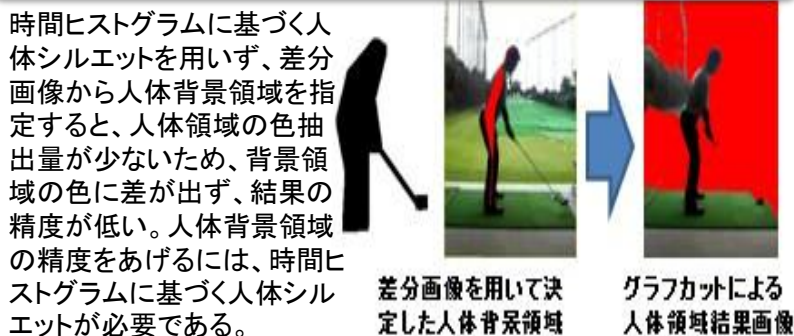 時間ヒストグラムに基づく人
体シルエットを用いず、差分
画像から人体背景領域を指
定すると、人体領域の色抽
出量が少ないため、背景領
域の色に差が出ず、結果の
精度が低い。人体背景領域
の精度をあげるには、時間ヒ
ストグラムに基づく人体シル
エットが必要である。
差分画像を用いて決
定した人体背景領域
グラフカットによる
人体領域結果画像